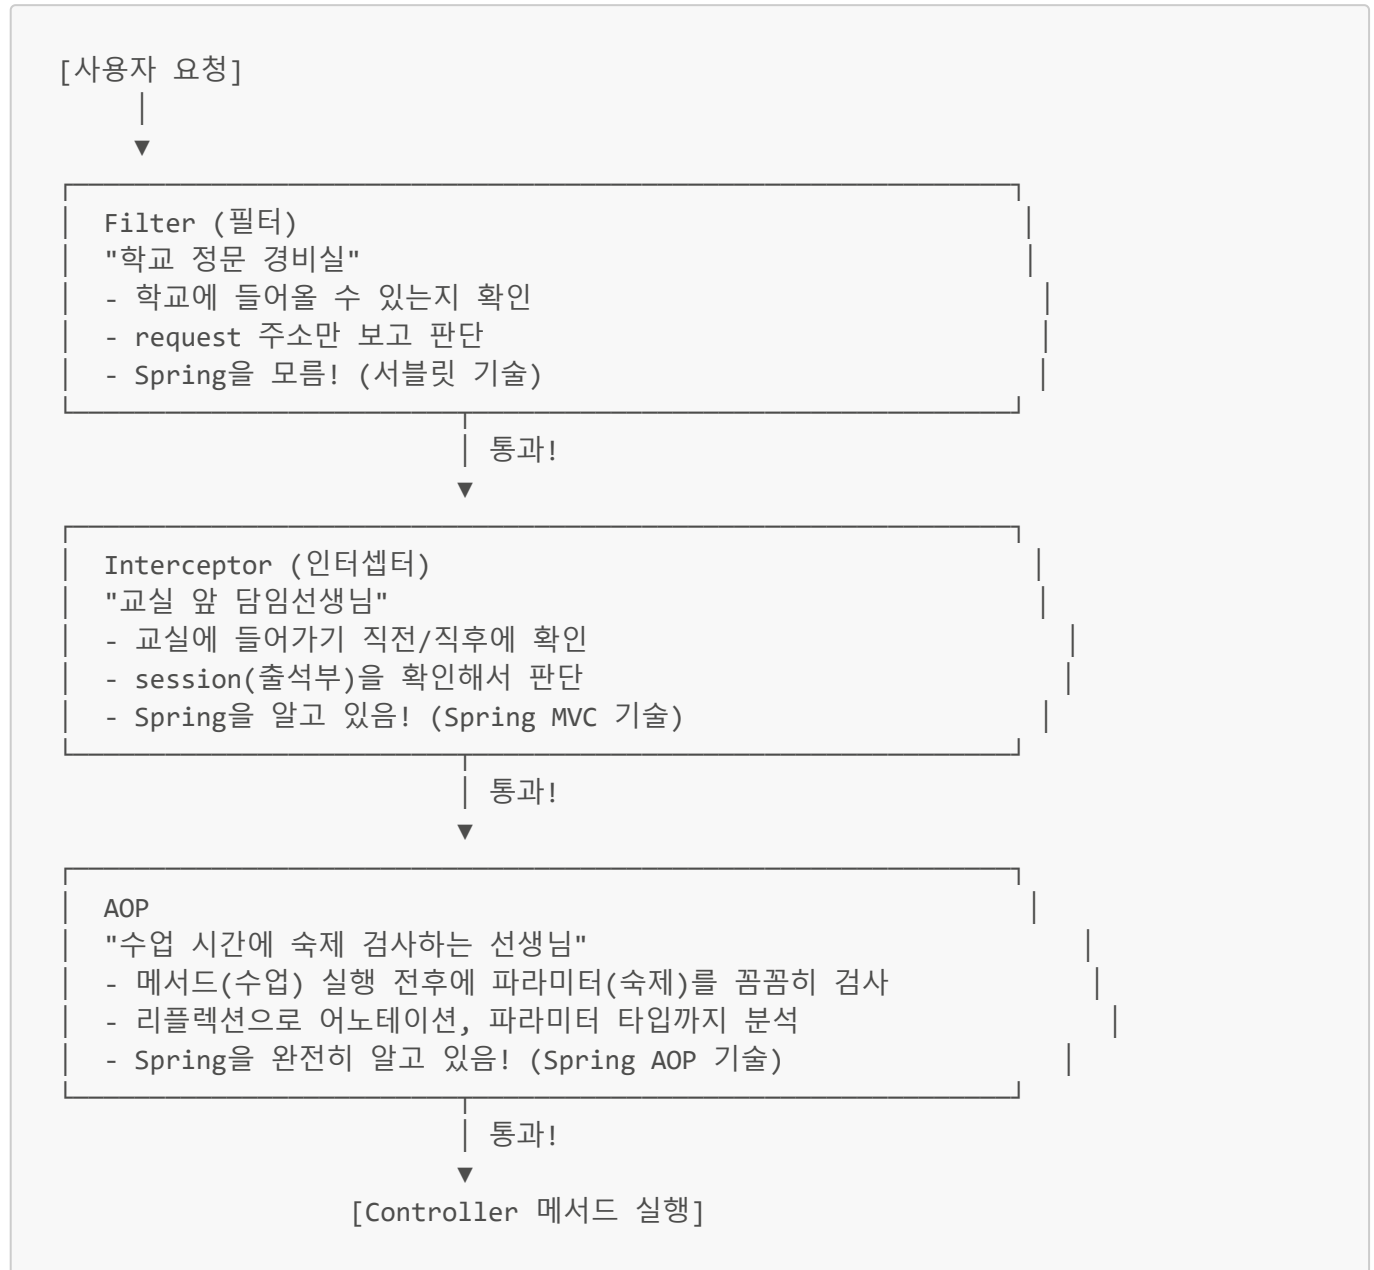 [사용자 요청]
Filter (필터)
"학교 정문 경비실"
- 학교에 들어올 수 있는지 확인
- request 주소만 보고 판단
- Spring을 모름! (서블릿 기술)
통과!
Interceptor (인터셉터)
"교실 앞 담임선생님"
- 교실에 들어가기 직전/직후에 확인
- session(출석부)을 확인해서 판단
- Spring을 알고 있음! (Spring MVC 기술)
통과!
AOP
"수업 시간에 숙제 검사하는 선생님"
- 메서드(수업) 실행 전후에 파라미터(숙제)를 꼼꼼히 검사
- 리플렉션으로 어노테이션, 파라미터 타입까지 분석
- Spring을 완전히 알고 있음! (Spring AOP 기술)
통과!
[Controller 메서드 실행]